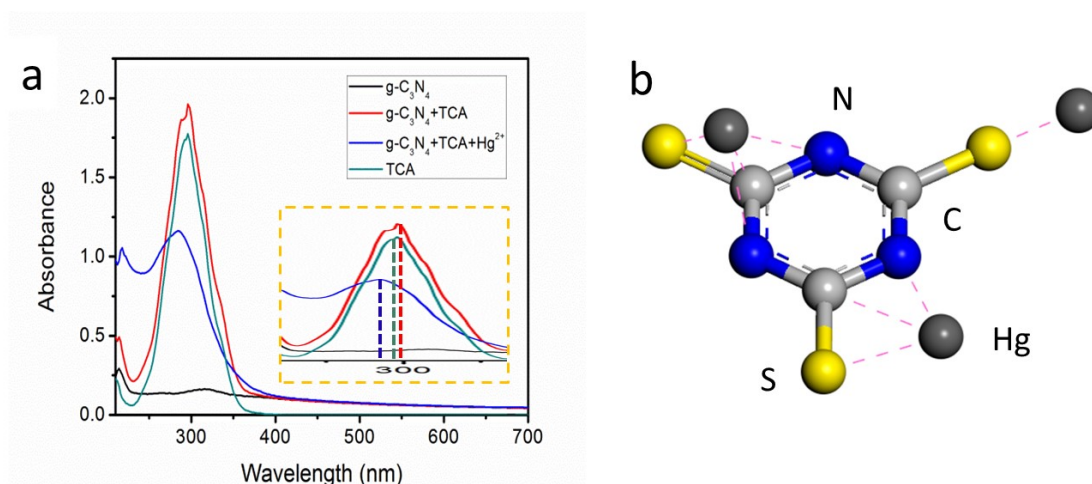 a
Absorbance
2.0
1.5
1.0
0.5
0.0
g-C₃N₄
g-C₃N₄+TCA
g-C₃N₄+TCA+Hg²⁺
TCA
300
300
400
500
600
700
Wavelength (nm)
b
N
C
Hg
S